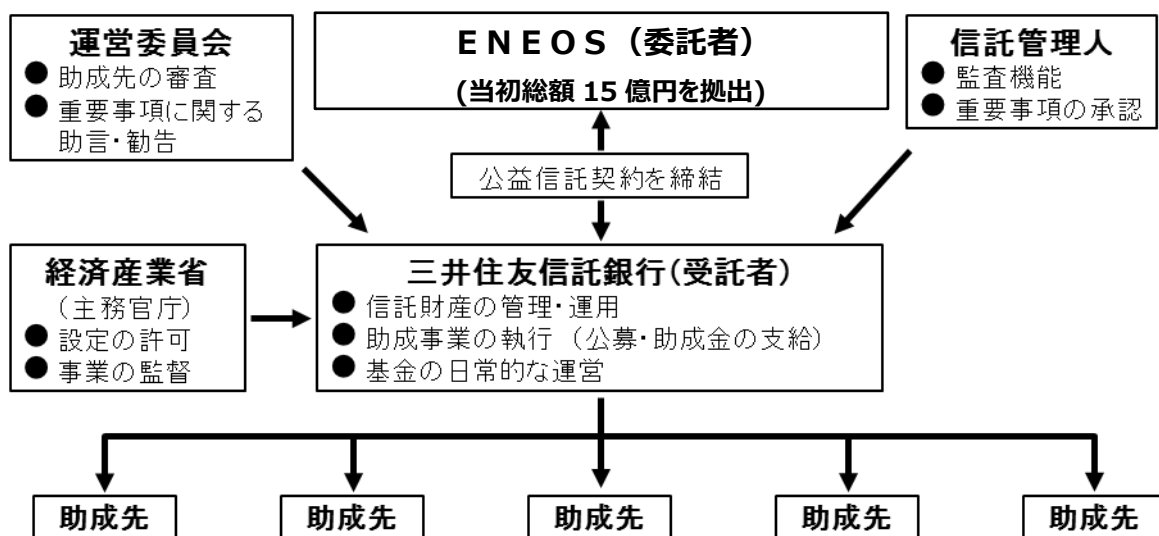 運営委員会
● 助成先の審査
● 重要事項に関する
助言・勧告
ＥＮＥＯＳ（委託者）
(当初総額 15 億円を拠出)
信託管理人
● 監査機能
● 重要事項の承認
公益信託契約を締結
経済産業省
（主務官庁）
● 設定の許可
● 事業の監督
三井住友信託銀行(受託者）
● 信託財産の管理・運用
● 助成事業の執行 （公募・助成金の支給）
● 基金の日常的な運営
助成先
助成先
助成先
助成先
助成先